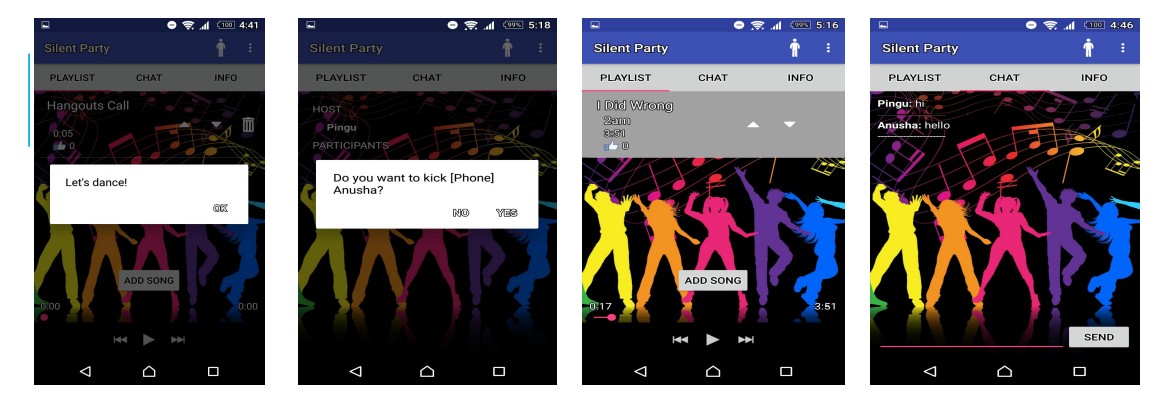 100 4:41
Silent Party
PLAYLIST CHAT INFO
Hangouts Call
0:05
0
Let's dance!
OK
ADD SONG
0:00 0:00
99% 5:18
Silent Party
PLAYLIST CHAT INFO
HOST
Pingu
PARTICIPANTS
Do you want to kick [Phone]
Anusha?
NO YES
99% 5:16
Silent Party
PLAYLIST CHAT INFO
I Did Wrong
2am
3:51
0
ADD SONG
0:17 3:51
100 4:46
Silent Party
PLAYLIST CHAT INFO
Pingu: hi
Anusha: hello
SEND